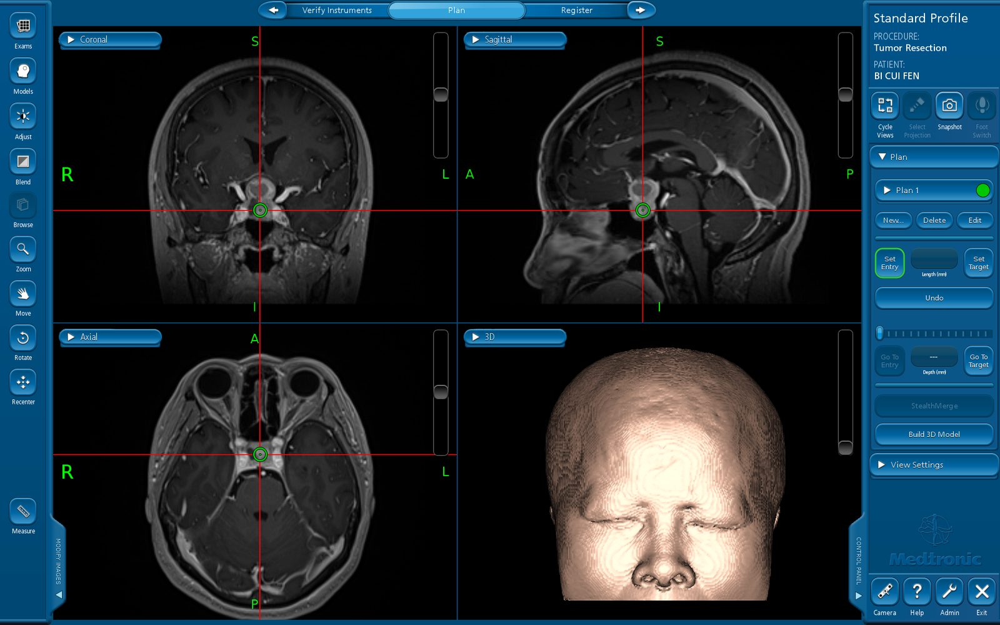 Verify Instruments
Plan
Register
Exams
Models
Adjust
Blend
Browse
Zoom
Move
Rotate
Recenter
Measure
MODIFY IMAGES
Coronal
S
R
L
I
Sagittal
S
A
P
I
Axial
A
R
L
P
3D
CONTROL PANEL
Standard Profile
PROCEDURE:
Tumor Resection
PATIENT:
BI CUI FEN
Cycle
Views
Select
Projection
Snapshot
Foot
Switch
Plan
Plan 1
New...
Delete
Edit
Set
Entry
Length (mm)
Set
Target
Undo
Go To
Entry
---
Depth (mm)
Go To
Target
StealthMerge
Build 3D Model
View Settings
Medtronic
Camera
Help
Admin
Exit